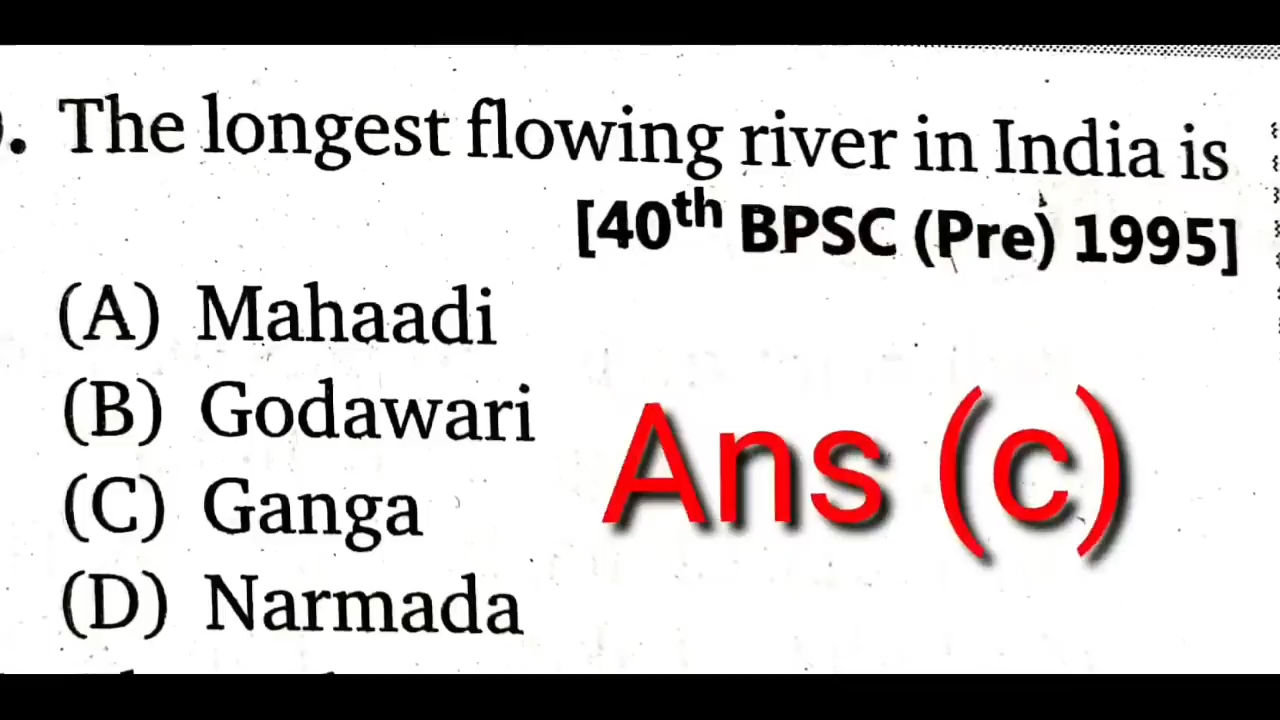 . The longest flowing river in India is
[40th BPSC (Pre) 1995]
(A) Mahaadi
(B) Godawari
(C) Ganga
(D) Narmada
Ans (c)